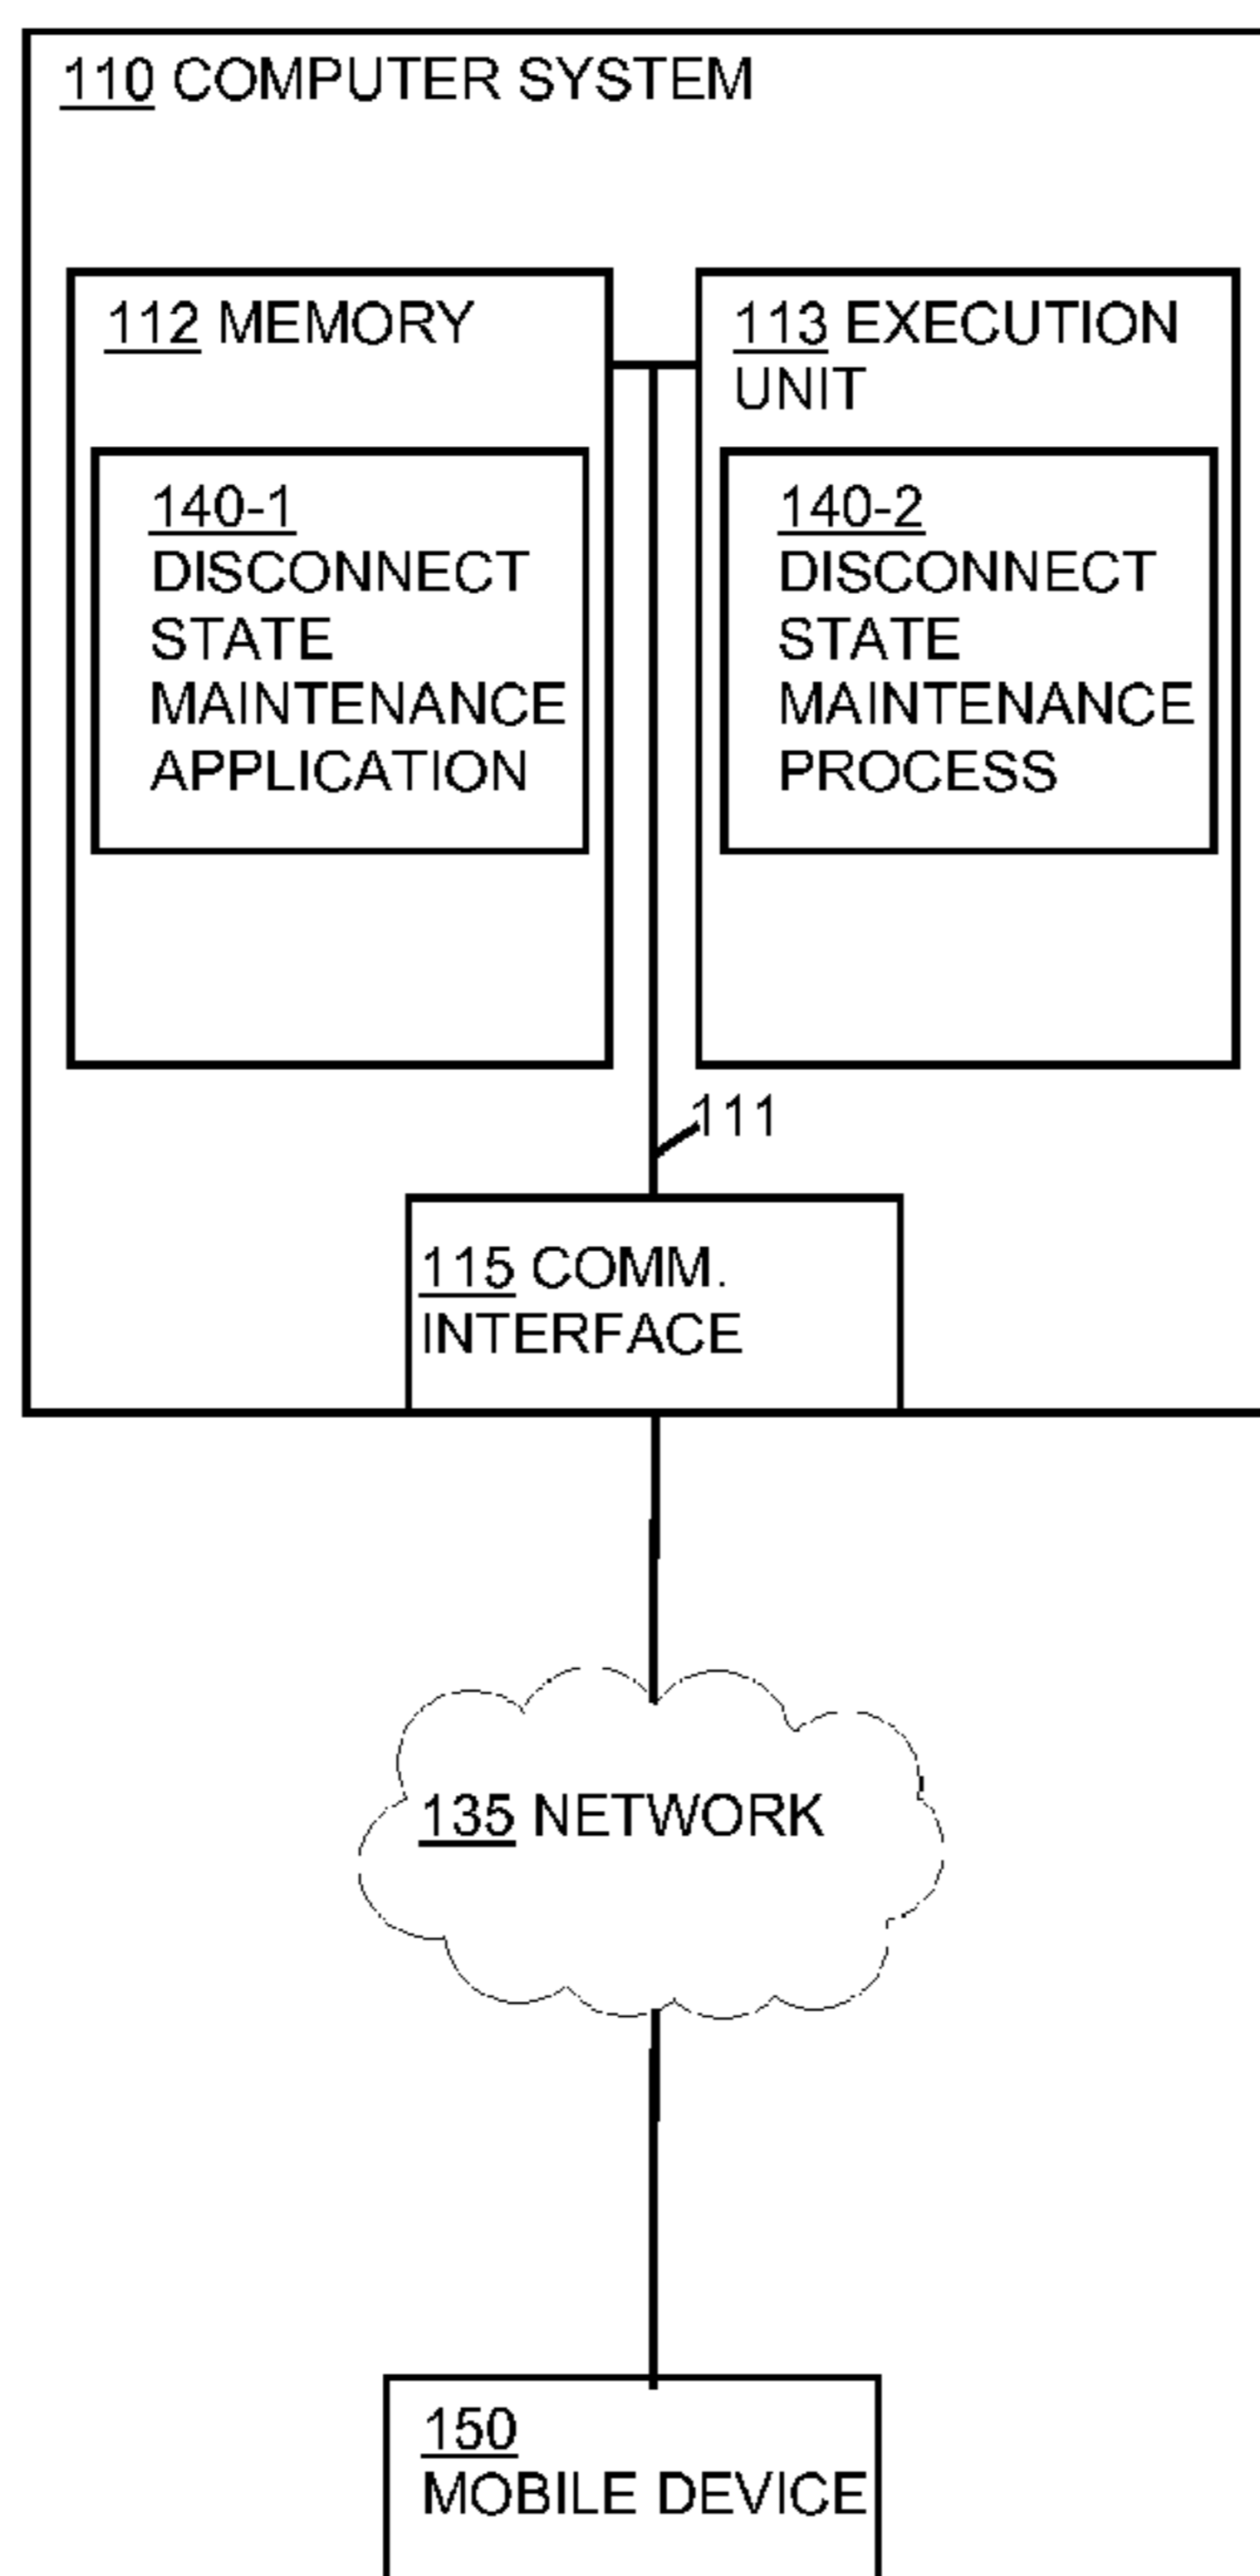 110 COMPUTER SYSTEM
112 MEMORY
140-1
DISCONNECT
STATE
MAINTENANCE
APPLICATION
113 EXECUTION
UNIT
140-2
DISCONNECT
STATE
MAINTENANCE
PROCESS
111
115 COMM.
INTERFACE
135 NETWORK
150
MOBILE DEVICE